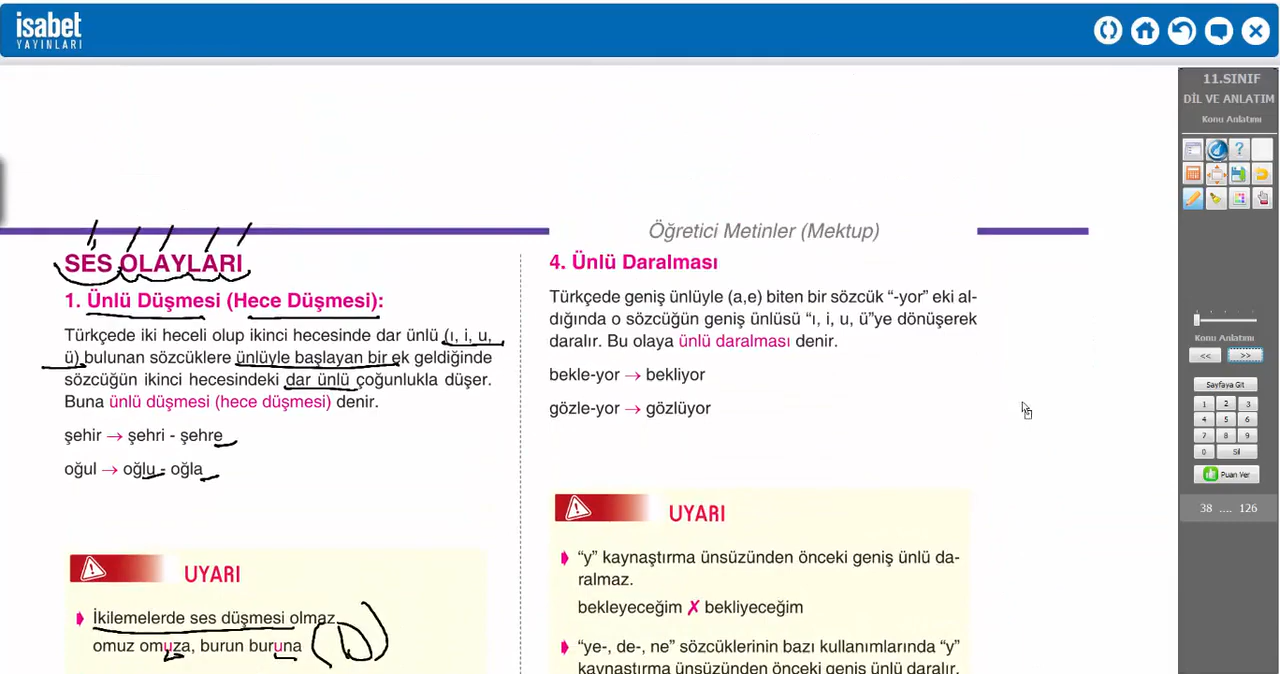 isabet
YAYINLARI
11.SINIF
DİL VE ANLATIM
Konu Anlatımı
Öğretici Metinler (Mektup)
SES OLAYLARI
1. Ünlü Düşmesi (Hece Düşmesi):
Türkçede iki heceli olup ikinci hecesinde dar ünlü (ı, i, u,
ü) bulunan sözcüklere ünlüyle başlayan bir ek geldiğinde
sözcüğün ikinci hecesindeki dar ünlü çoğunlukla düşer.
Buna ünlü düşmesi (hece düşmesi) denir.
şehir → şehri - şehre
oğul → oğlu - oğla
UYARI
İkilemelerde ses düşmesi olmaz.
omuz omuza, burun buruna
4. Ünlü Daralması
Türkçede geniş ünlüyle (a,e) biten bir sözcük “-yor” eki al-
dığında o sözcüğün geniş ünlüsü “ı, i, u, ü”ye dönüşerek
daralır. Bu olaya ünlü daralması denir.
bekle-yor → bekliyor
gözle-yor → gözlüyor
UYARI
“y” kaynaştırma ünsüzünden önceki geniş ünlü da-
ralmaz.
bekleyeceğim ✗ bekliyeceğim
“ye-, de-, ne” sözcüklerinin bazı kullanımlarında “y”
kaynaştırma ünsüzünden önceki geniş ünlü daralır.
Konu Anlatımı
<< >>
Sayfaya Git
1 2 3
4 5 6
7 8 9
0 Sil
Puan Ver
38 .... 126